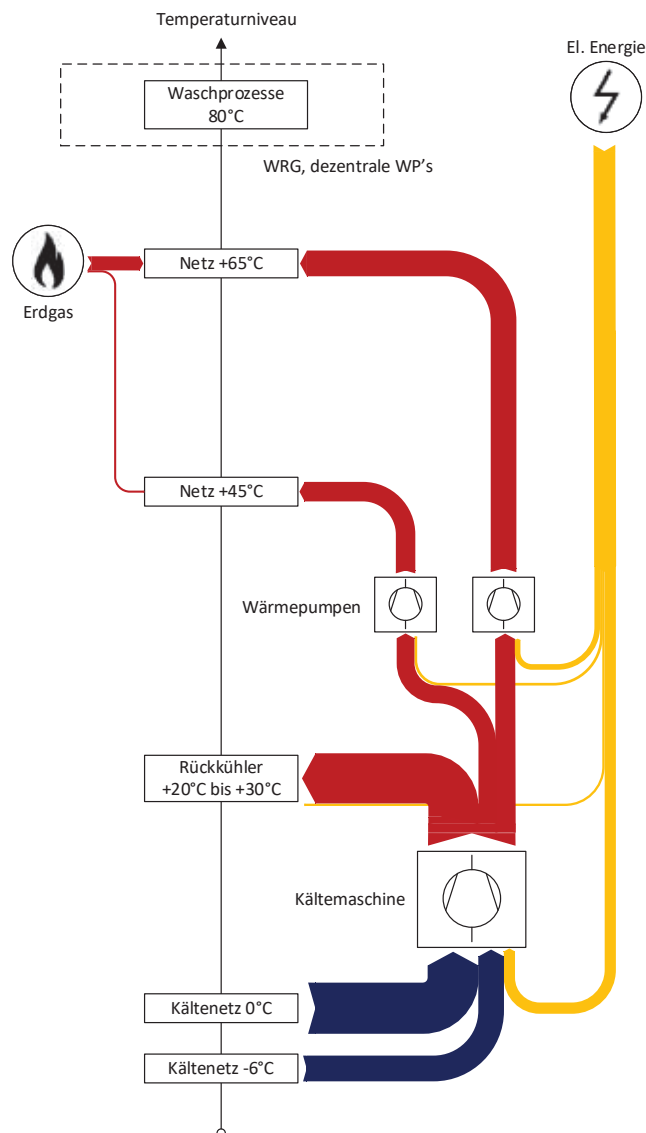 Temperaturniveau
El. Energie
Waschprozesse
80°C
WRG, dezentrale WP's
Netz +65°C
Erdgas
Netz +45°C
Wärmepumpen
Rückkühler
+20°C bis +30°C
Kältemaschine
Kältenetz 0°C
Kältenetz -6°C